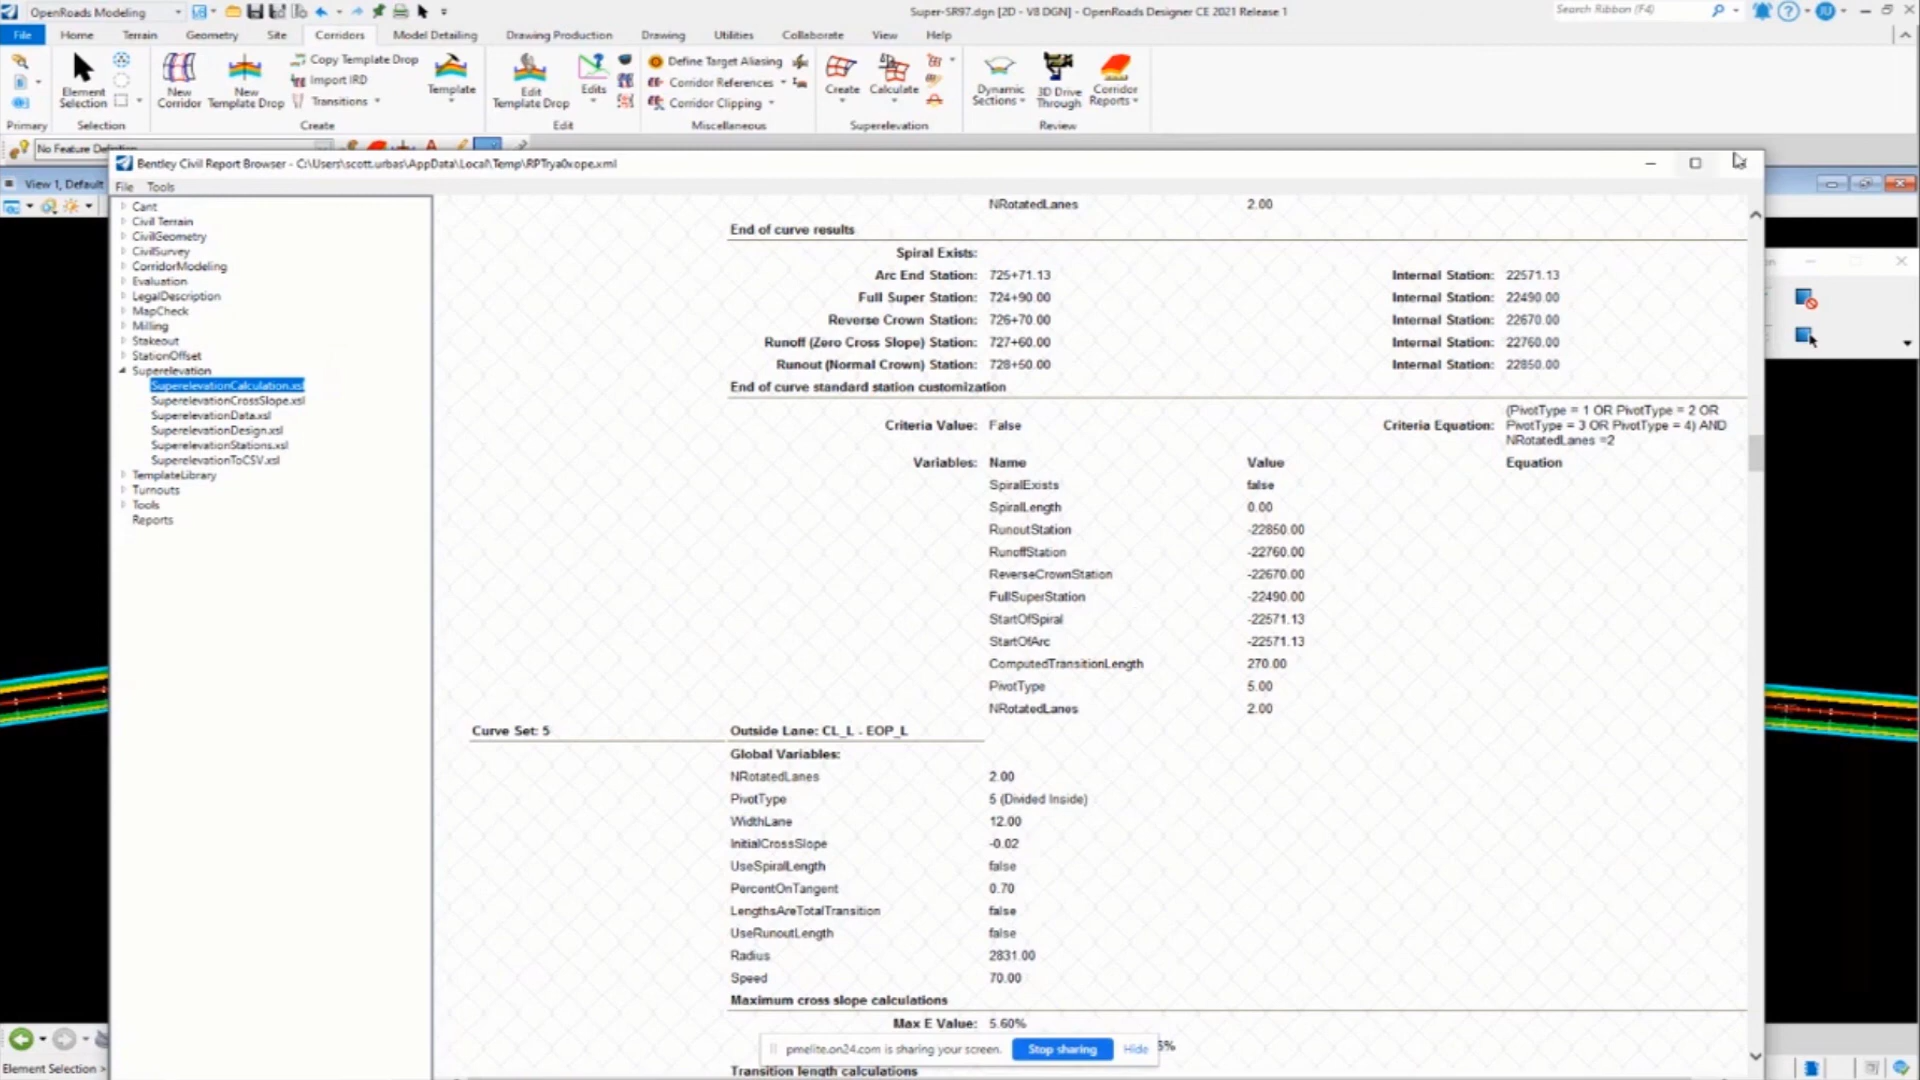 OpenRoads Modeling
Super-SR97.dgn [2D - V8 DGN] - OpenRoads Designer CE 2021 Release 1
Search Ribbon (F4)
File Home Terrain Geometry Site Corridors Model Detailing Drawing Production Drawing Utilities Collaborate View Help
Element Selection
New Corridor
New Template Drop
Copy Template Drop
Import IRD
Transitions
Template
Edit Template Drop
Edits
Define Target Aliasing
Corridor References
Corridor Clipping
Create
Calculate
Dynamic Sections
3D Drive Through
Corridor Reports
Primary Selection Create Edit Miscellaneous Superelevation Review
No Feature
View 1, Default
Bentley Civil Report Browser - C:\Users\scott.urbas\AppData\Local\Temp\RPTrya0xope.xml
File Tools
Cant
Civil Terrain
CivilGeometry
CivilSurvey
CorridorModeling
Evaluation
LegalDescription
MapCheck
Milling
Stakeout
StationOffset
Superelevation
SuperelevationCalculation.xsl
SuperelevationCrossSlope.xsl
SuperelevationData.xsl
SuperelevationDesign.xsl
SuperelevationStations.xsl
SuperelevationToCSV.xsl
TemplateLibrary
Turnouts
Tools
Reports
NRotatedLanes 2.00
End of curve results
Spiral Exists:
Arc End Station: 725+71.13 Internal Station: 22571.13
Full Super Station: 724+90.00 Internal Station: 22490.00
Reverse Crown Station: 726+70.00 Internal Station: 22670.00
Runoff (Zero Cross Slope) Station: 727+60.00 Internal Station: 22760.00
Runout (Normal Crown) Station: 728+50.00 Internal Station: 22850.00
End of curve standard station customization
Criteria Value: False Criteria Equation: (PivotType = 1 OR PivotType = 2 OR
PivotType = 3 OR PivotType = 4) AND
NRotatedLanes =2
Variables: Name Value Equation
SpiralExists false
SpiralLength 0.00
RunoutStation -22850.00
RunoffStation -22760.00
ReverseCrownStation -22670.00
FullSuperStation -22490.00
StartOfSpiral -22571.13
StartOfArc -22571.13
ComputedTransitionLength 270.00
PivotType 5.00
NRotatedLanes 2.00
Curve Set: 5 Outside Lane: CL_L - EOP_L
Global Variables:
NRotatedLanes 2.00
PivotType 5 (Divided Inside)
WidthLane 12.00
InitialCrossSlope -0.02
UseSpiralLength false
PercentOnTangent 0.70
LengthsAreTotalTransition false
UseRunoutLength false
Radius 2831.00
Speed 70.00
Maximum cross slope calculations
Max E Value: 5.60%
pmelite.on24.com is sharing your screen. Stop sharing Hide
Transition length calculations
Element Selection >